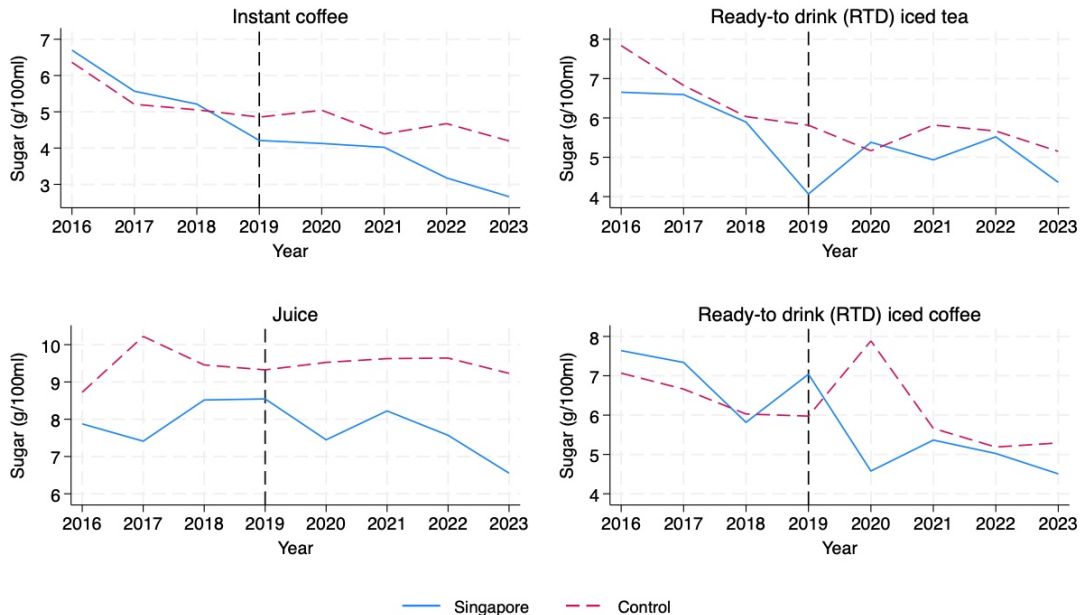 Instant coffee
Sugar (g/100ml)
7
6
5
4
3
2016 2017 2018 2019 2020 2021 2022 2023
Year
Ready-to drink (RTD) iced tea
Sugar (g/100ml)
8
7
6
5
4
2016 2017 2018 2019 2020 2021 2022 2023
Year
Juice
Sugar (g/100ml)
10
9
8
7
6
2016 2017 2018 2019 2020 2021 2022 2023
Year
Ready-to drink (RTD) iced coffee
Sugar (g/100ml)
8
7
6
5
4
2016 2017 2018 2019 2020 2021 2022 2023
Year
Singapore Control